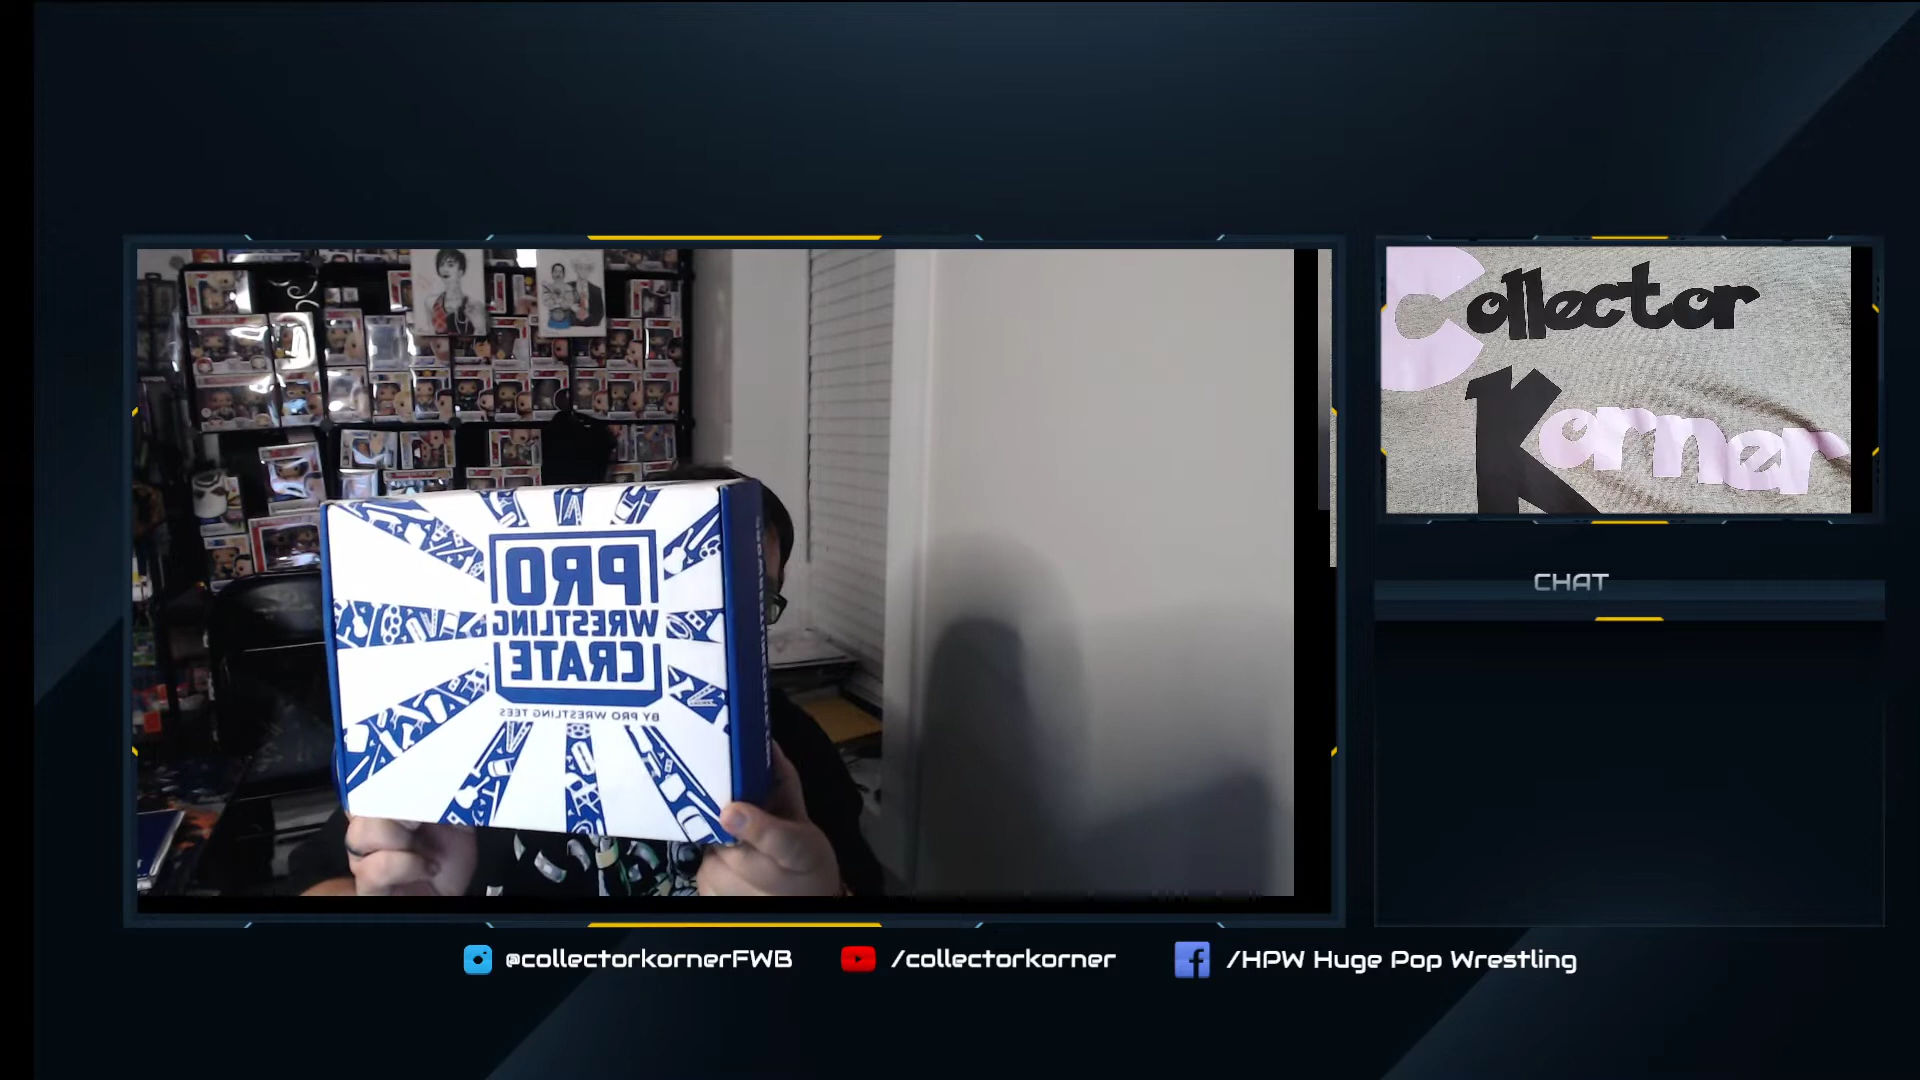 PRO
WRESTLING
CRATE
BY PRO WRESTLING TEES
Collector
Korner
CHAT
@collectorkornerFWB
/collectorkorner
/HPW Huge Pop Wrestling